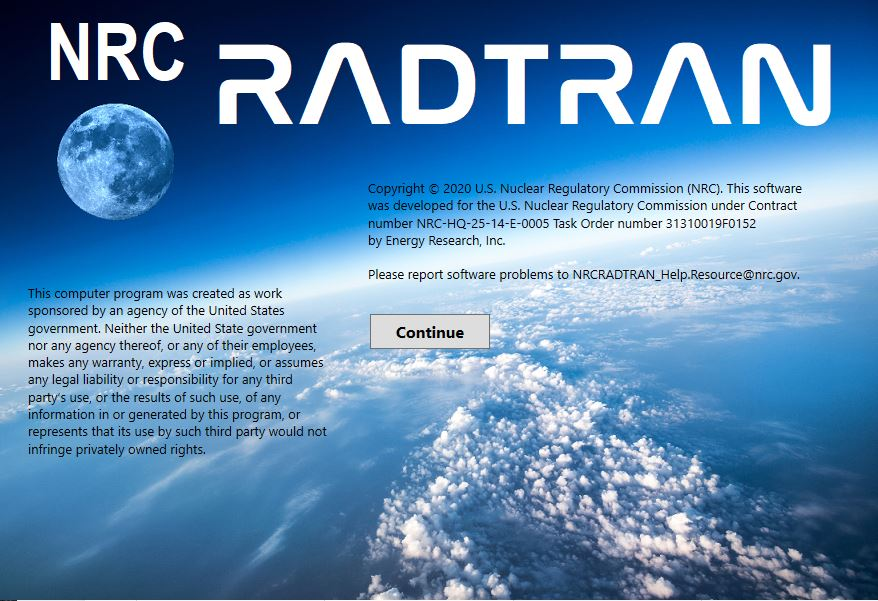 NRC
RADTRAN
Copyright © 2020 U.S. Nuclear Regulatory Commission (NRC). This software
was developed for the U.S. Nuclear Regulatory Commission under Contract
number NRC-HQ-25-14-E-0005 Task Order number 31310019F0152
by Energy Research, Inc.
Please report software problems to NRCRADTRAN_Help.Resource@nrc.gov.
Continue
This computer program was created as work
sponsored by an agency of the United States
government. Neither the United State government
nor any agency thereof, or any of their employees,
makes any warranty, express or implied, or assumes
any legal liability or responsibility for any third
party's use, or the results of such use, of any
information in or generated by this program, or
represents that its use by such third party would not
infringe privately owned rights.